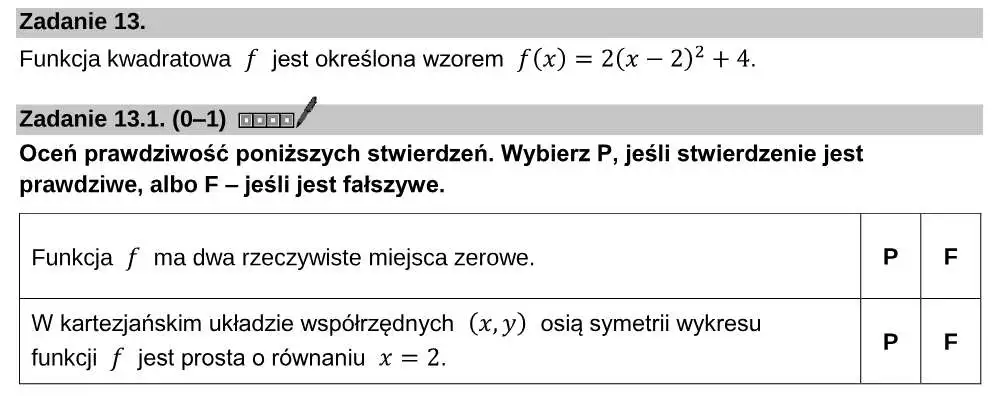 Zadanie 13.
Funkcja kwadratowa f jest określona wzorem f(x) = 2(x − 2)² + 4.
Zadanie 13.1. (0–1)
Oceń prawdziwość poniższych stwierdzeń. Wybierz P, jeśli stwierdzenie jest
prawdziwe, albo F – jeśli jest fałszywe.
Funkcja f ma dwa rzeczywiste miejsca zerowe. P F
W kartezjańskim układzie współrzędnych (x, y) osią symetrii wykresu
funkcji f jest prosta o równaniu x = 2. P F